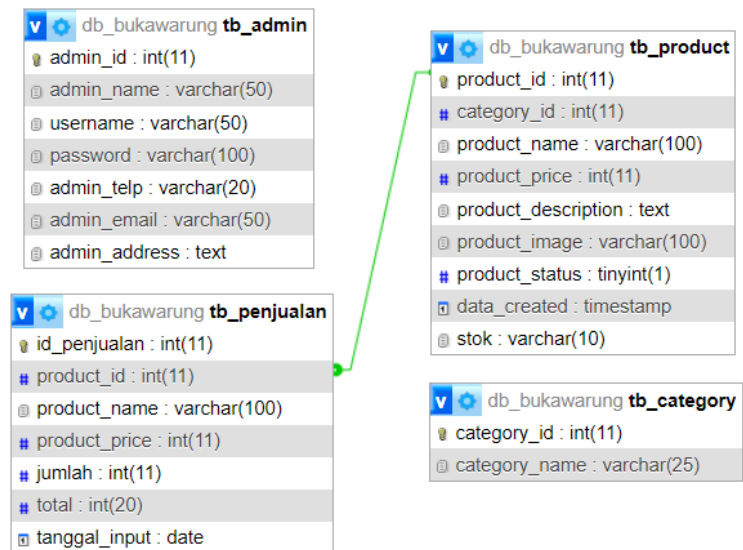 db_bukawarung tb_admin
admin_id : int(11)
admin_name : varchar(50)
username : varchar(50)
password : varchar(100)
admin_telp : varchar(20)
admin_email : varchar(50)
admin_address : text
db_bukawarung tb_product
product_id : int(11)
category_id : int(11)
product_name : varchar(100)
product_price : int(11)
product_description : text
product_image : varchar(100)
product_status : tinyint(1)
data_created : timestamp
stok : varchar(10)
db_bukawarung tb_penjualan
id_penjualan : int(11)
product_id : int(11)
product_name : varchar(100)
product_price : int(11)
jumlah : int(11)
total : int(20)
tanggal_input : date
db_bukawarung tb_category
category_id : int(11)
category_name : varchar(25)